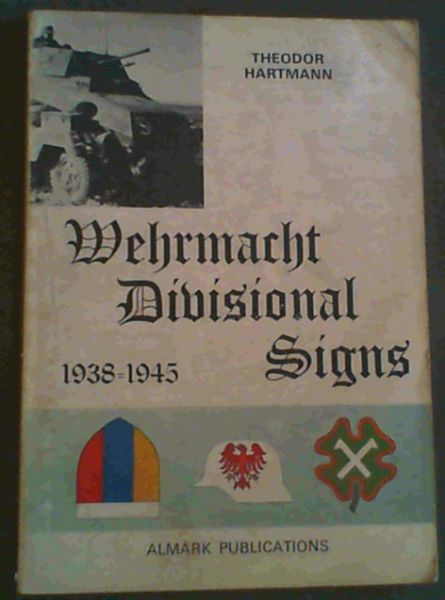 THEODOR
HARTMANN
Wehrmacht
Divisional
Signs
1938=1945
ALMARK PUBLICATIONS